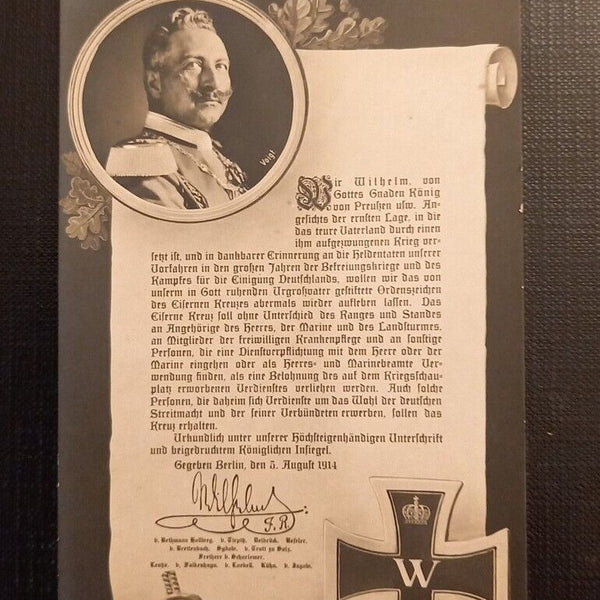 Voigt
Wir Wilhelm, von
Gottes Gnaden König
von Preußen usw. An-
gesichts der ernsten Lage, in die
das teure Vaterland durch einen
ihm aufgezwungenen Krieg ver-
setzt ist, und in dankbarer Erinnerung an die Heldentaten unserer
Vorfahren in den großen Jahren der Befreiungskriege und des
Kampfes für die Einigung Deutschlands, wollen wir das von
unserm in Gott ruhenden Urgroßvater gestiftete Ordenszeichen
des Eisernen Kreuzes abermals wieder aufleben lassen. Das
Eiserne Kreuz soll ohne Unterschied des Ranges und Standes
an Angehörige des Heeres, der Marine und des Landsturmes,
an Mitglieder der freiwilligen Krankenpflege und an sonstige
Personen, die eine Dienstverpflichtung mit dem Heere oder der
Marine eingehen oder als Heeres- und Marinebeamte Ver-
wendung finden, als eine Belohnung des auf dem Kriegsschau-
platz erworbenen Verdienstes verliehen werden. Auch solche
Personen, die daheim sich Verdienste um das Wohl der deutschen
Streitmacht und der seiner Verbündeten erwerben, sollen das
Kreuz erhalten.
Urkundlich unter unserer Höchsteigenhändigen Unterschrift
und beigedrucktem Königlichen Insiegel.
Gegeben Berlin, den 5. August 1914
Wilhelm
I. R.
v. Bethmann Hollweg. v. Tirpitz. Delbrück. Beseler.
v. Breitenbach. Sydow. v. Trott zu Solz.
Freiherr v. Schorlemer.
Lentze. v. Falkenhayn. v. Loebell. Kühn. v. Jagow.
W